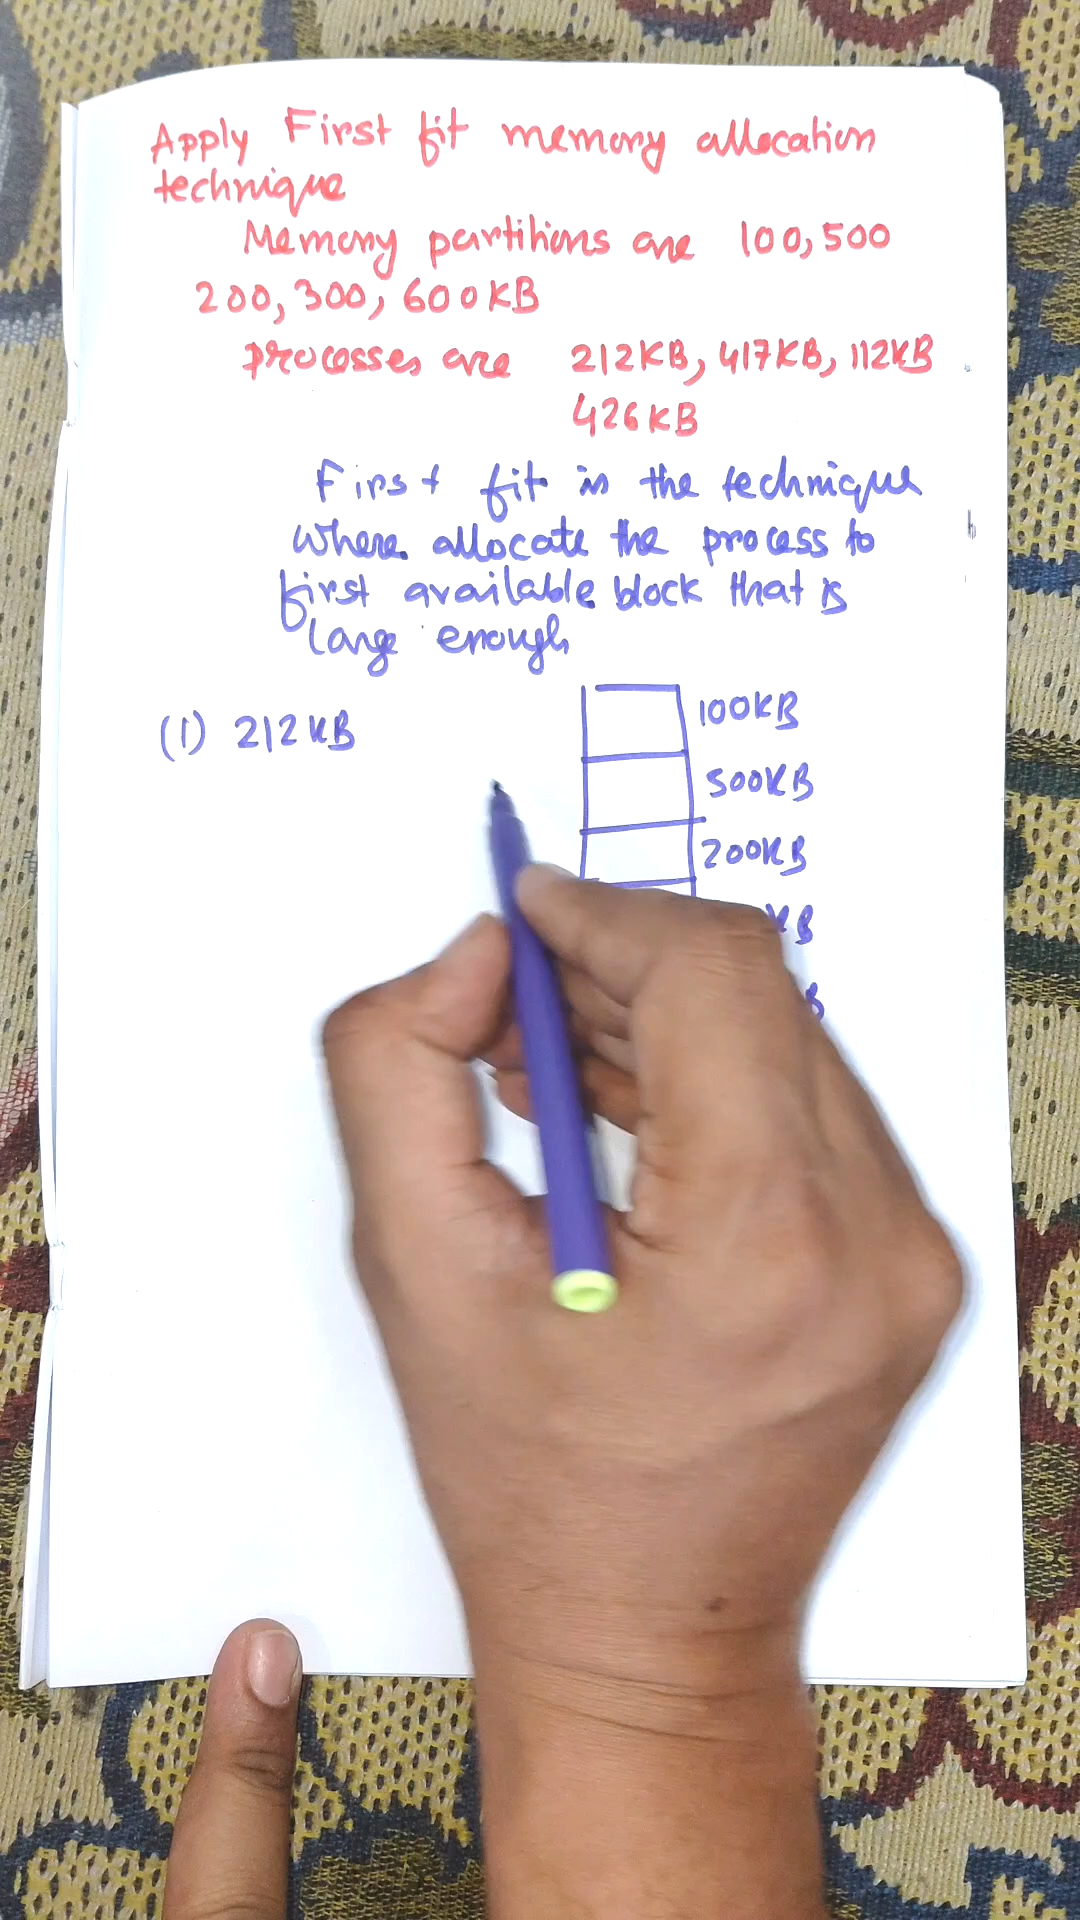 Apply First fit memory allocation
technique
Memory partitions are 100, 500
200, 300, 600KB
processes are 212KB, 417KB, 112KB
426KB
First fit is the technique
where allocate the process to
first available block that is
large enough
(1) 212KB
100KB
500KB
200KB
KB
B